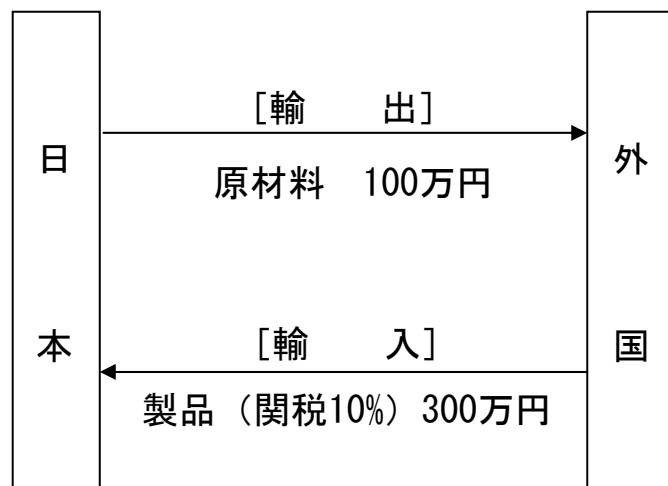 日本
[輸　　出]
原材料　100万円
[輸　　入]
製品（関税10%）300万円
外国